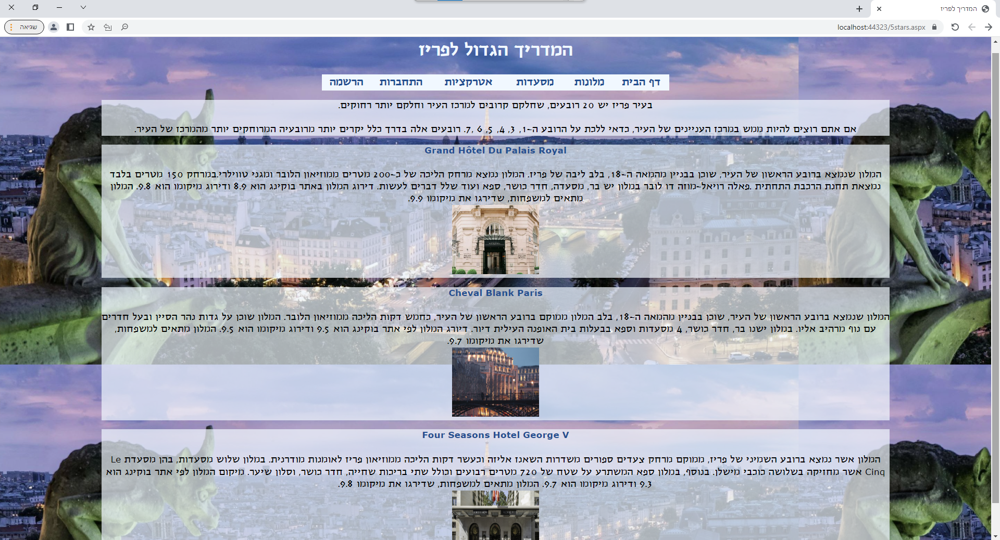 המדריך לפריז
localhost:44323/5stars.aspx
שגיאה
המדריך הגדול לפריז
דף הבית מלונות מסעדות אטרקציות התחברות הרשמה
בעיר פריז יש 20 רובעים, שחלקם קרובים למרכז העיר וחלקם יותר רחוקים.
אם אתם רוצים להיות ממש במרכז העניינים של העיר, כדאי ללכת על הרובע ה-1, 3, 4, 5, 6 ,7. רובעים אלה בדרך כלל יקרים יותר מרובעיה המרוחקים יותר מהמרכז של העיר.
Grand Hôtel Du Palais Royal
המלון שנמצא ברובע הראשון של העיר, שוכן בבניין מהמאה ה-18, בלב ליבה של פריז. המלון נמצא מרחק הליכה של כ-200 מטרים ממוזיאון הלובר ומגני טווילרי.במרחק 150 מטרים בלבד
נמצאת תחנת הרכבת התחתית .פאלה רויאל-מוזה דו לובר במלון יש בר, מסעדה, חדר כושר, ספא ועוד שלל דברים לעשות. דירוג המלון באתר בוקינג הוא 8.9 ודירוג מיקומו הוא 9.8. המלון
מתאים למשפחות, שדירגו את מיקומו 9.9.
Cheval Blank Paris
המלון שנמצא ברובע הראשון של העיר, שוכן בבניין מהמאה ה-18, בלב המלון ממוקם ברובע הראשון של העיר, כחמש דקות הליכה ממוזיאון הלובר. המלון שוכן על גדות נהר הסיין ובעל חדרים
עם נוף מרהיב אליו. במלון ישנו בר, חדר כושר, 4 מסעדות וספא בבעלות בית האופנה העילית דיור. דיורג המלון לפי אתר בוקינג הוא 9.5 ודירוג מיקומו הוא 9.5. המלון מתאים למשפחות,
שדירגו את מיקומו 9.7.
Four Seasons Hotel George V
המלון אשר נמצא ברובע השמיני של פריז, ממוקם מרחק צעדים ספורים משדרות השאנז אליזה וכעשר דקות הליכה ממוזיאון פריז לאומנות מודרנית. במלון שלוש מסעדות, בהן מסעדת Le
Cinq אשר מחזיקה בשלושה כוכבי מישלן. בנוסף, במלון ספא המשתרע על שטח של 720 מטרים רבועים וכולל שתי בריכות שחייה, חדר כושר, וסלון שיער. מיקום המלון לפי אתר בוקינג הוא
9.3 ודירוג מיקומו הוא 9.7. המלון מתאים למשפחות, שדירגו את מיקומו 9.8.